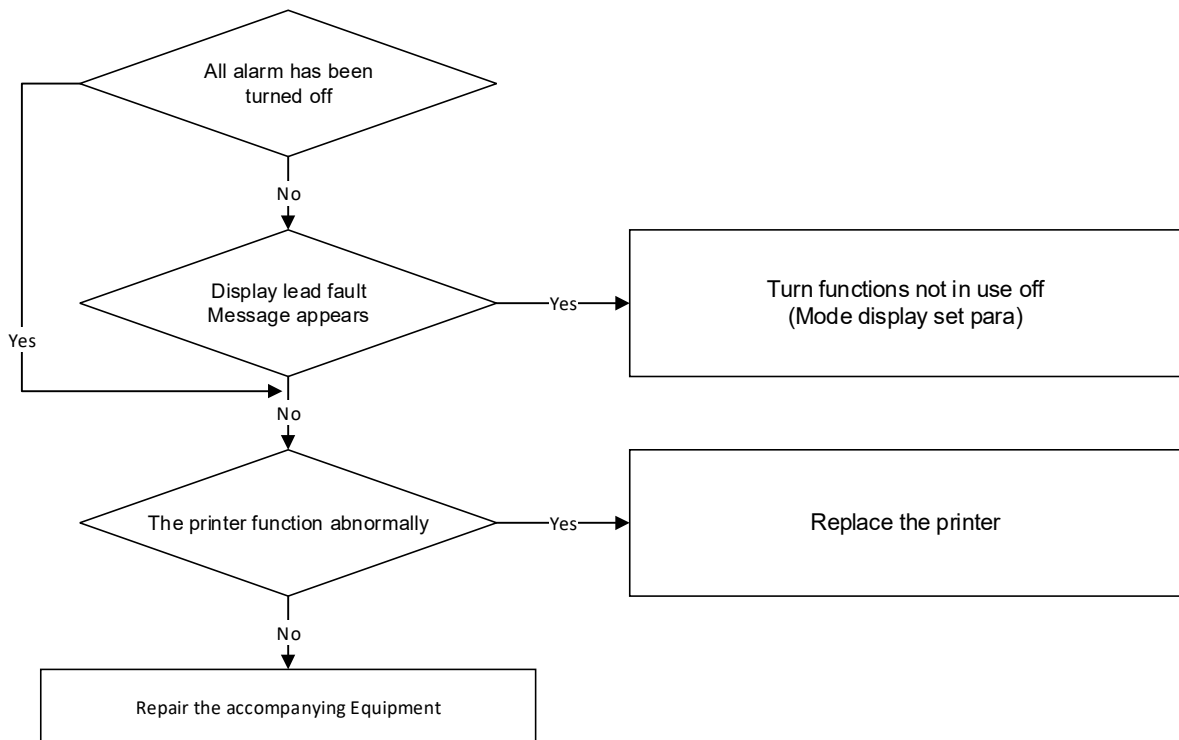 All alarm has been
turned off
No
Display lead fault
Message appears
Yes
Turn functions not in use off
(Mode display set para)
Yes
No
The printer function abnormally
Yes
Replace the printer
No
Repair the accompanying Equipment